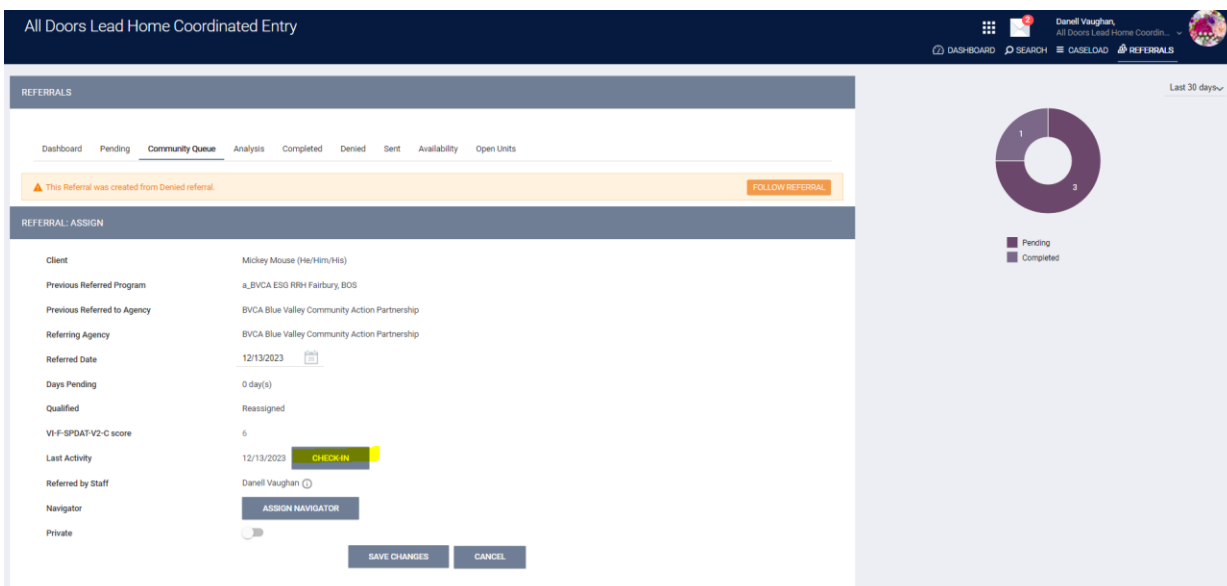 All Doors Lead Home Coordinated Entry
2
Danell Vaughan,
All Doors Lead Home Coordin...
DASHBOARD SEARCH CASELOAD REFERRALS
REFERRALS
Last 30 days
Dashboard Pending Community Queue Analysis Completed Denied Sent Availability Open Units
This Referral was created from Denied referral. FOLLOW REFERRAL
REFERRAL: ASSIGN
Client Mickey Mouse (He/Him/His)
Previous Referred Program a_BVCA ESG RRH Fairbury, BOS
Previous Referred to Agency BVCA Blue Valley Community Action Partnership
Referring Agency BVCA Blue Valley Community Action Partnership
Referred Date 12/13/2023
Days Pending 0 day(s)
Qualified Reassigned
VI-F-SPDAT-V2-C score 6
Last Activity 12/13/2023 CHECK-IN
Referred by Staff Danell Vaughan
Navigator ASSIGN NAVIGATOR
Private
SAVE CHANGES CANCEL
1
3
Pending
Completed